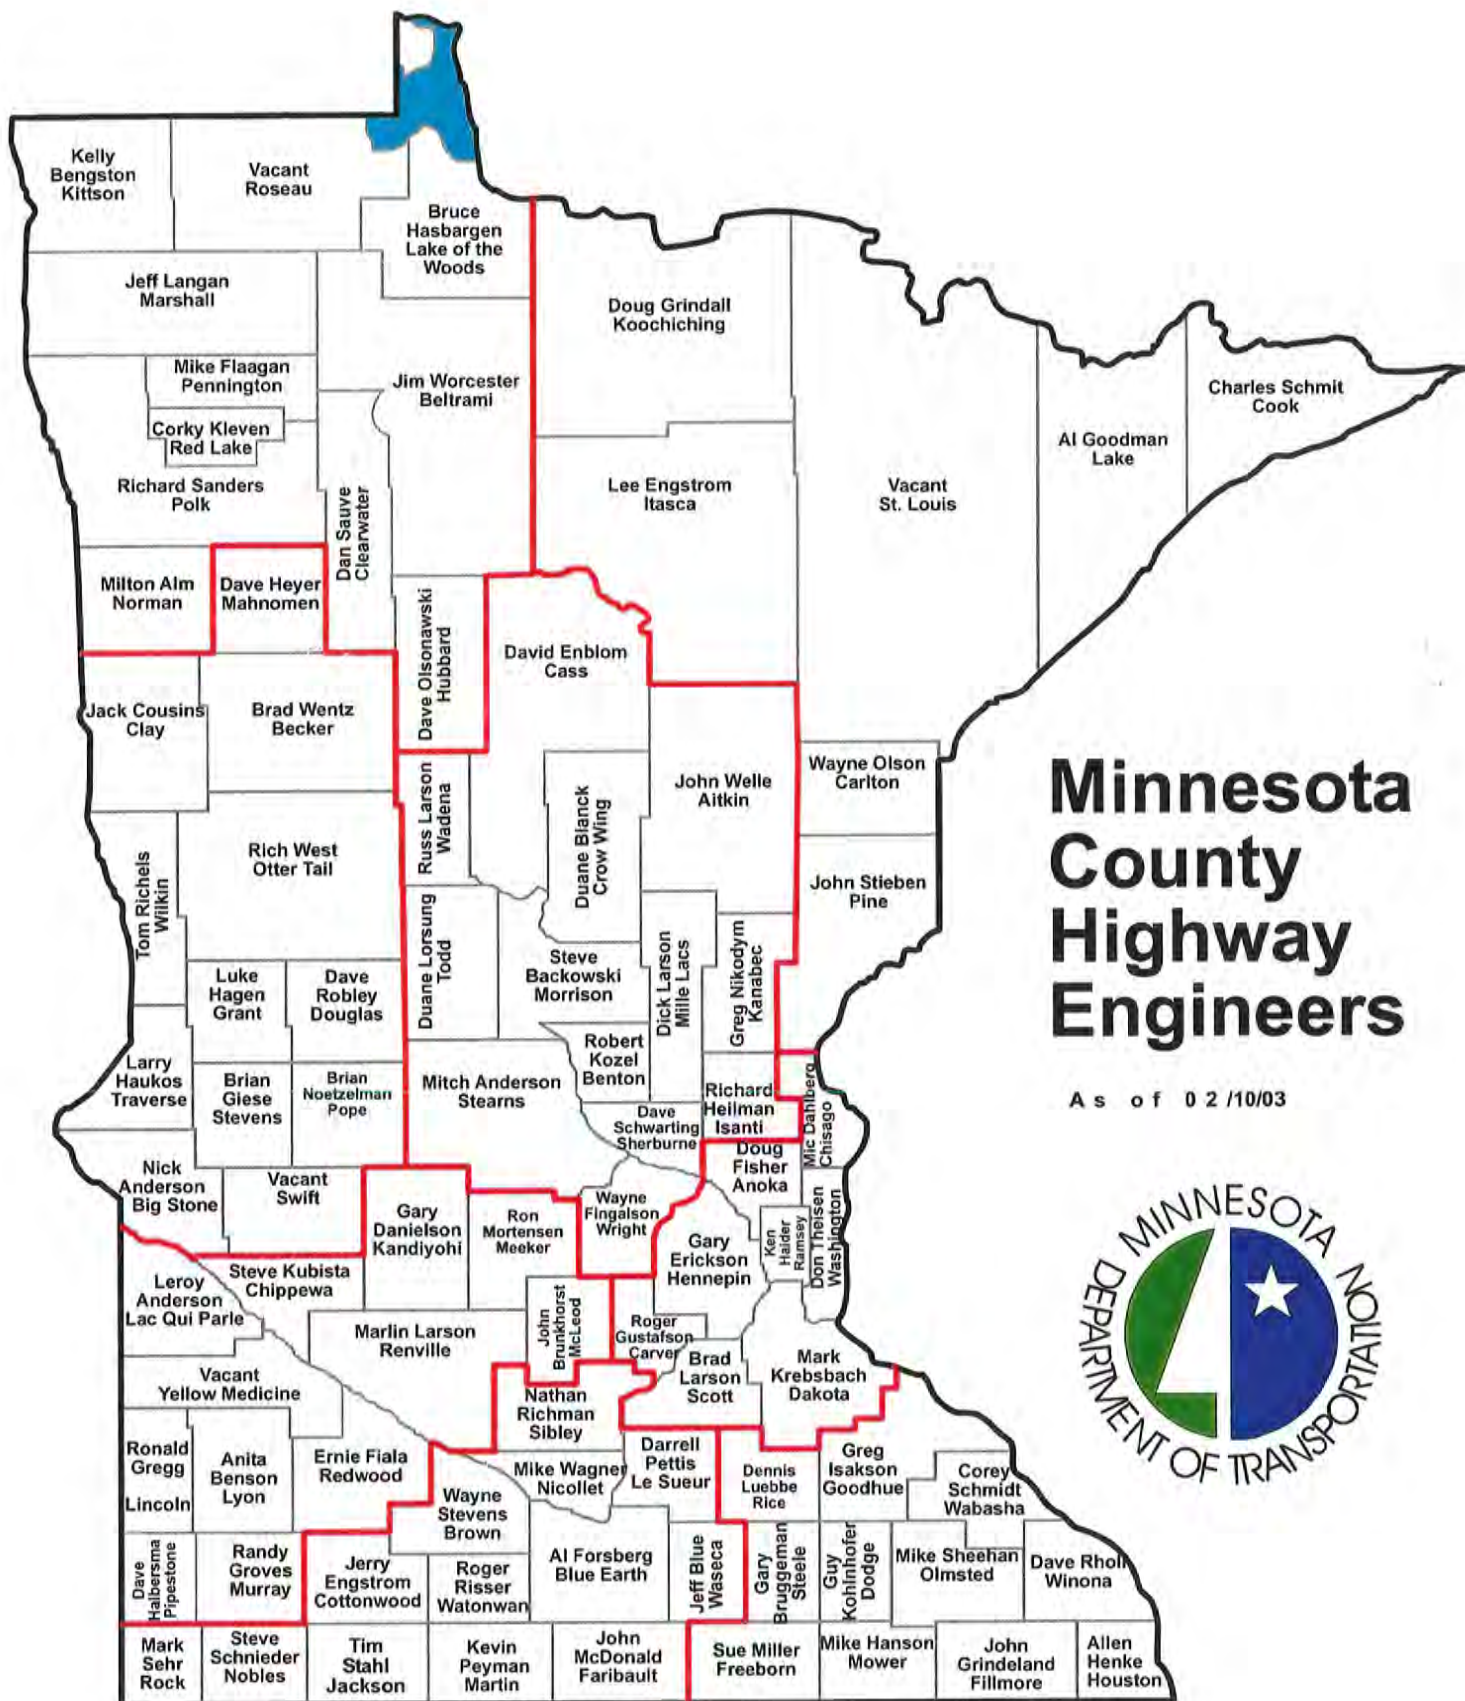 Kelly
Bengston
Kittson
Vacant
Roseau
Bruce
Hasbargen
Lake of the
Woods
Jeff Langan
Marshall
Doug Grindall
Koochiching
Mike Flaagan
Pennington
Jim Worcester
Beltrami
Charles Schmit
Cook
Corky Kleven
Red Lake
Al Goodman
Lake
Richard Sanders
Polk
Lee Engstrom
Itasca
Vacant
St. Louis
Dan Sauve
Clearwater
Milton Alm
Norman
Dave Heyer
Mahnomen
Dave Olsonawski
Hubbard
David Enblom
Cass
Jack Cousins
Clay
Brad Wentz
Becker
Russ Larson
Wadena
Duane Blanck
Crow Wing
John Welle
Aitkin
Wayne Olson
Carlton
Tom Richels
Wilkin
Rich West
Otter Tail
John Stieben
Pine
Duane Lorsung
Todd
Steve
Backowski
Morrison
Dick Larson
Mille Lacs
Greg Nikodym
Kanabec
Luke
Hagen
Grant
Dave
Robley
Douglas
Robert
Kozel
Benton
Larry
Haukos
Traverse
Brian
Giese
Stevens
Brian
Noetzelman
Pope
Mitch Anderson
Stearns
Dave
Schwarting
Sherburne
Richard
Heilman
Isanti
Mic Dahlberg
Chisago
Nick
Anderson
Big Stone
Vacant
Swift
Doug
Fisher
Anoka
Gary
Danielson
Kandiyohi
Ron
Mortensen
Meeker
Wayne
Fingalson
Wright
Gary
Erickson
Hennepin
Ken
Haider
Ramsey
Don Theisen
Washington
Leroy
Anderson
Lac Qui Parle
Steve Kubista
Chippewa
Marlin Larson
Renville
John
Brunkhorst
McLeod
Roger
Gustafson
Carver
Brad
Larson
Scott
Mark
Krebsbach
Dakota
Vacant
Yellow Medicine
Nathan
Richman
Sibley
Ronald
Gregg
Lincoln
Anita
Benson
Lyon
Ernie Fiala
Redwood
Mike Wagner
Nicollet
Darrell
Pettis
Le Sueur
Dennis
Luebbe
Rice
Greg
Isakson
Goodhue
Corey
Schmidt
Wabasha
Wayne
Stevens
Brown
Dave
Halbersma
Pipestone
Randy
Groves
Murray
Jerry
Engstrom
Cottonwood
Roger
Risser
Watonwan
Al Forsberg
Blue Earth
Jeff Blue
Waseca
Gary
Bruggeman
Steele
Guy
Kohlnhofer
Dodge
Mike Sheehan
Olmsted
Dave Rholl
Winona
Mark
Sehr
Rock
Steve
Schnieder
Nobles
Tim
Stahl
Jackson
Kevin
Peyman
Martin
John
McDonald
Faribault
Sue Miller
Freeborn
Mike Hanson
Mower
John
Grindeland
Fillmore
Allen
Henke
Houston
Minnesota
County
Highway
Engineers
As of 02/10/03
MINNESOTA
DEPARTMENT OF TRANSPORTATION